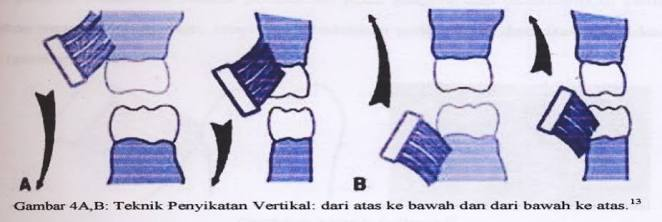 A
B
Gambar 4A,B: Teknik Penyikatan Vertikal: dari atas ke bawah dan dari bawah ke atas.¹³